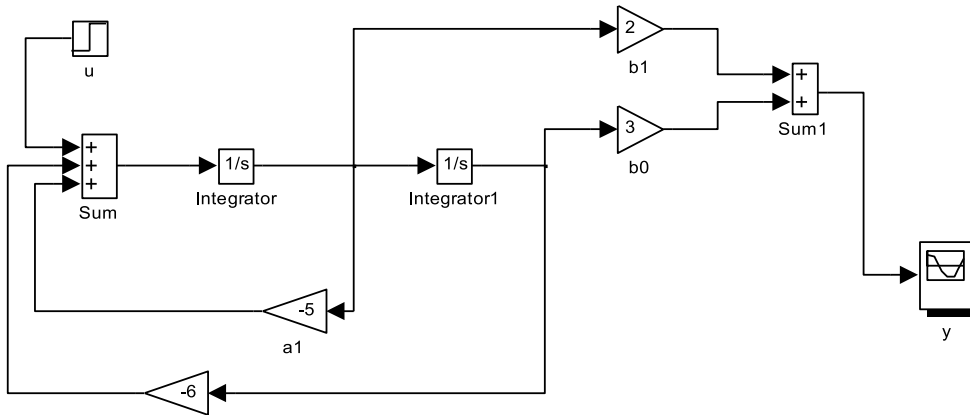 2
b1
u
+
+
Sum1
3
b0
+
+
+
Sum
1/s
Integrator
1/s
Integrator1
-5
a1
y
-6